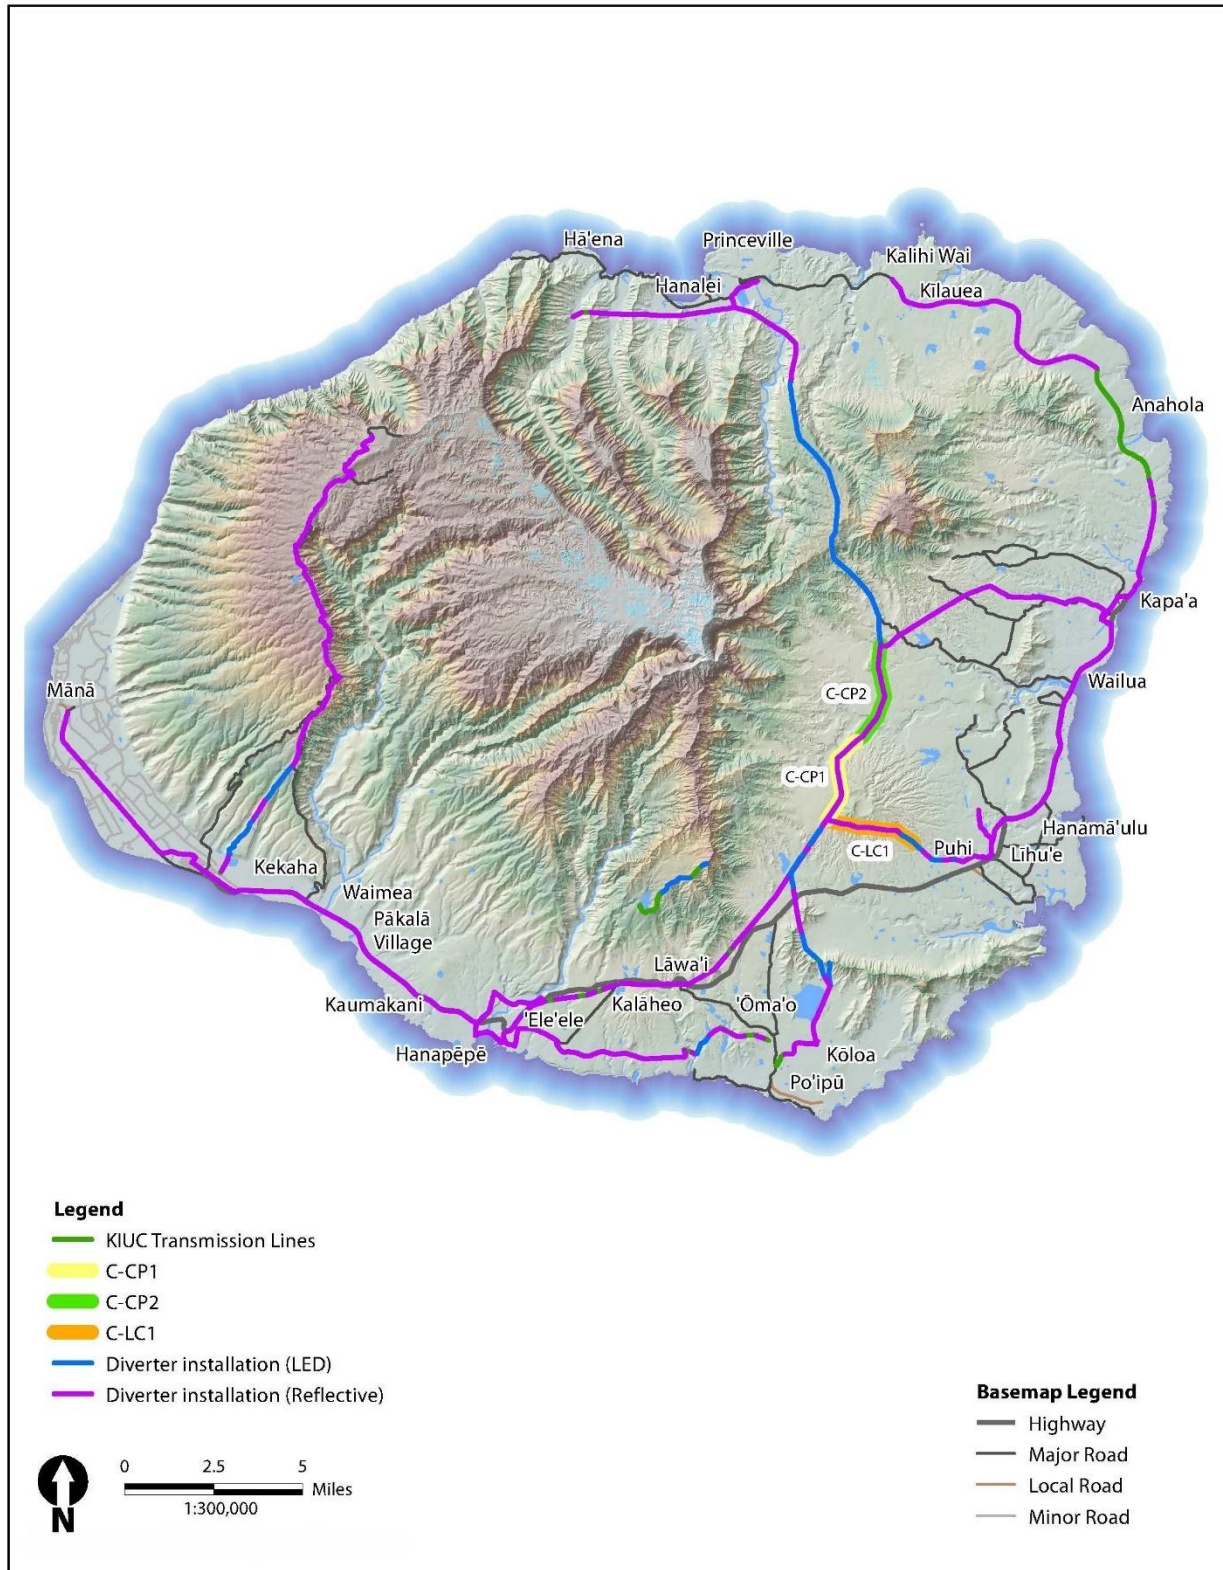 Hā'ena
Princeville
Kalihi Wai
Hanalei
Kīlauea
Anahola
Kapa'a
Wailua
Mānā
C-CP2
C-CP1
C-LC1
Puhi
Hanamā'ulu
Līhu'e
Kekaha
Waimea
Pākalā
Village
Lāwa'i
Kaumakani
'Ele'ele
Kalāheo
'Ōma'o
Hanapēpē
Kōloa
Po'ipū
Legend
KIUC Transmission Lines
C-CP1
C-CP2
C-LC1
Diverter installation (LED)
Diverter installation (Reflective)
N
0 2.5 5
Miles
1:300,000
Basemap Legend
Highway
Major Road
Local Road
Minor Road